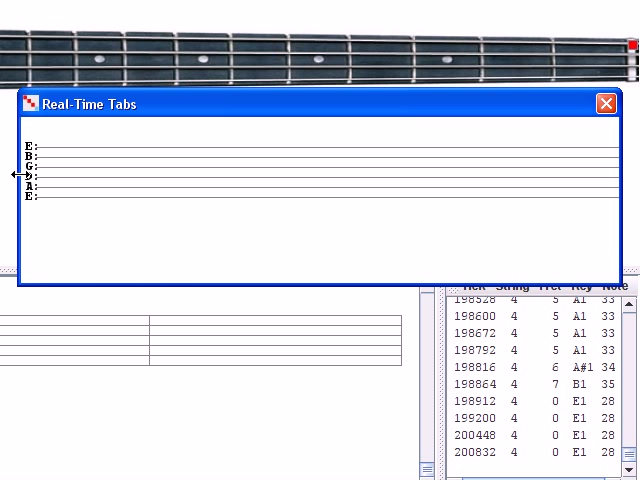 Real-Time Tabs
E:
B:
G:
D:
A:
E:
Tick String Fret Key Note
198528 4 5 A1 33
198600 4 5 A1 33
198672 4 5 A1 33
198792 4 5 A1 33
198816 4 6 A#1 34
198864 4 7 B1 35
198912 4 0 E1 28
199200 4 0 E1 28
200448 4 0 E1 28
200832 4 0 E1 28